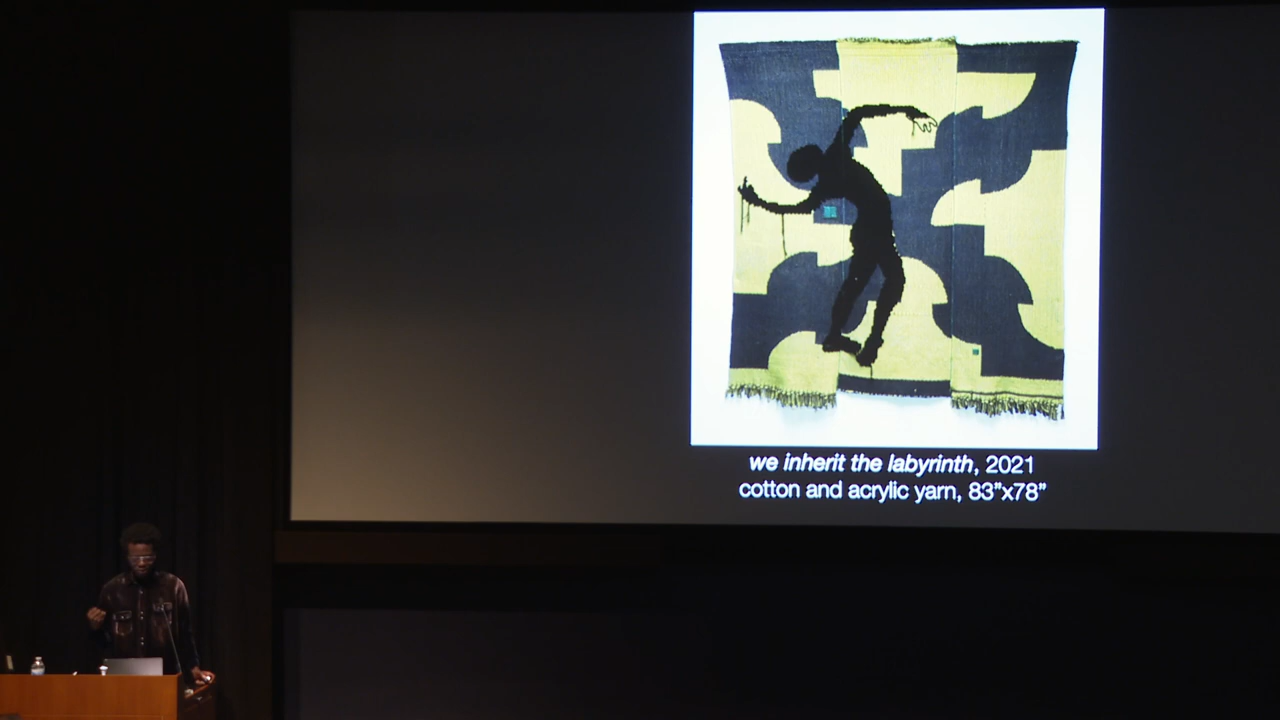 we inherit the labyrinth, 2021
cotton and acrylic yarn, 83”x78”